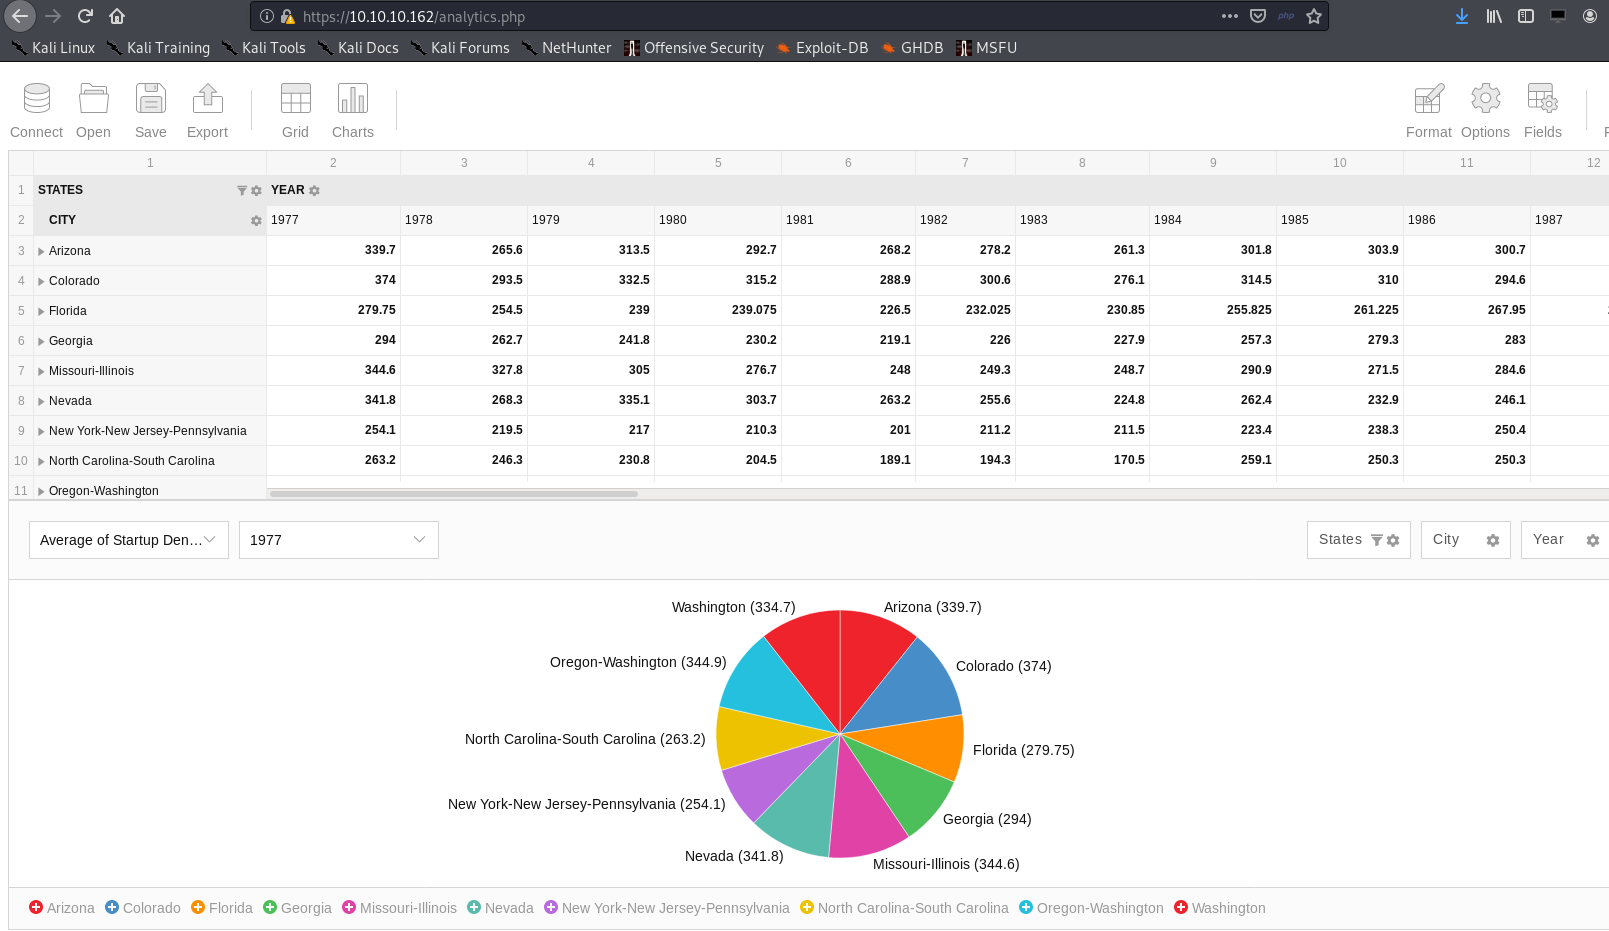 https://10.10.10.162/analytics.php php
Kali Linux Kali Training Kali Tools Kali Docs Kali Forums NetHunter Offensive Security Exploit-DB GHDB MSFU
Connect Open Save Export Grid Charts Format Options Fields
1 2 3 4 5 6 7 8 9 10 11 12
1 STATES YEAR
2 CITY 1977 1978 1979 1980 1981 1982 1983 1984 1985 1986 1987
3 Arizona 339.7 265.6 313.5 292.7 268.2 278.2 261.3 301.8 303.9 300.7
4 Colorado 374 293.5 332.5 315.2 288.9 300.6 276.1 314.5 310 294.6
5 Florida 279.75 254.5 239 239.075 226.5 232.025 230.85 255.825 261.225 267.95
6 Georgia 294 262.7 241.8 230.2 219.1 226 227.9 257.3 279.3 283
7 Missouri-Illinois 344.6 327.8 305 276.7 248 249.3 248.7 290.9 271.5 284.6
8 Nevada 341.8 268.3 335.1 303.7 263.2 255.6 224.8 262.4 232.9 246.1
9 New York-New Jersey-Pennsylvania 254.1 219.5 217 210.3 201 211.2 211.5 223.4 238.3 250.4
10 North Carolina-South Carolina 263.2 246.3 230.8 204.5 189.1 194.3 170.5 259.1 250.3 250.3
11 Oregon-Washington
Average of Startup Den... 1977 States City Year
Washington (334.7) Arizona (339.7)
Oregon-Washington (344.9) Colorado (374)
North Carolina-South Carolina (263.2) Florida (279.75)
New York-New Jersey-Pennsylvania (254.1) Georgia (294)
Nevada (341.8) Missouri-Illinois (344.6)
Arizona Colorado Florida Georgia Missouri-Illinois Nevada New York-New Jersey-Pennsylvania North Carolina-South Carolina Oregon-Washington Washington